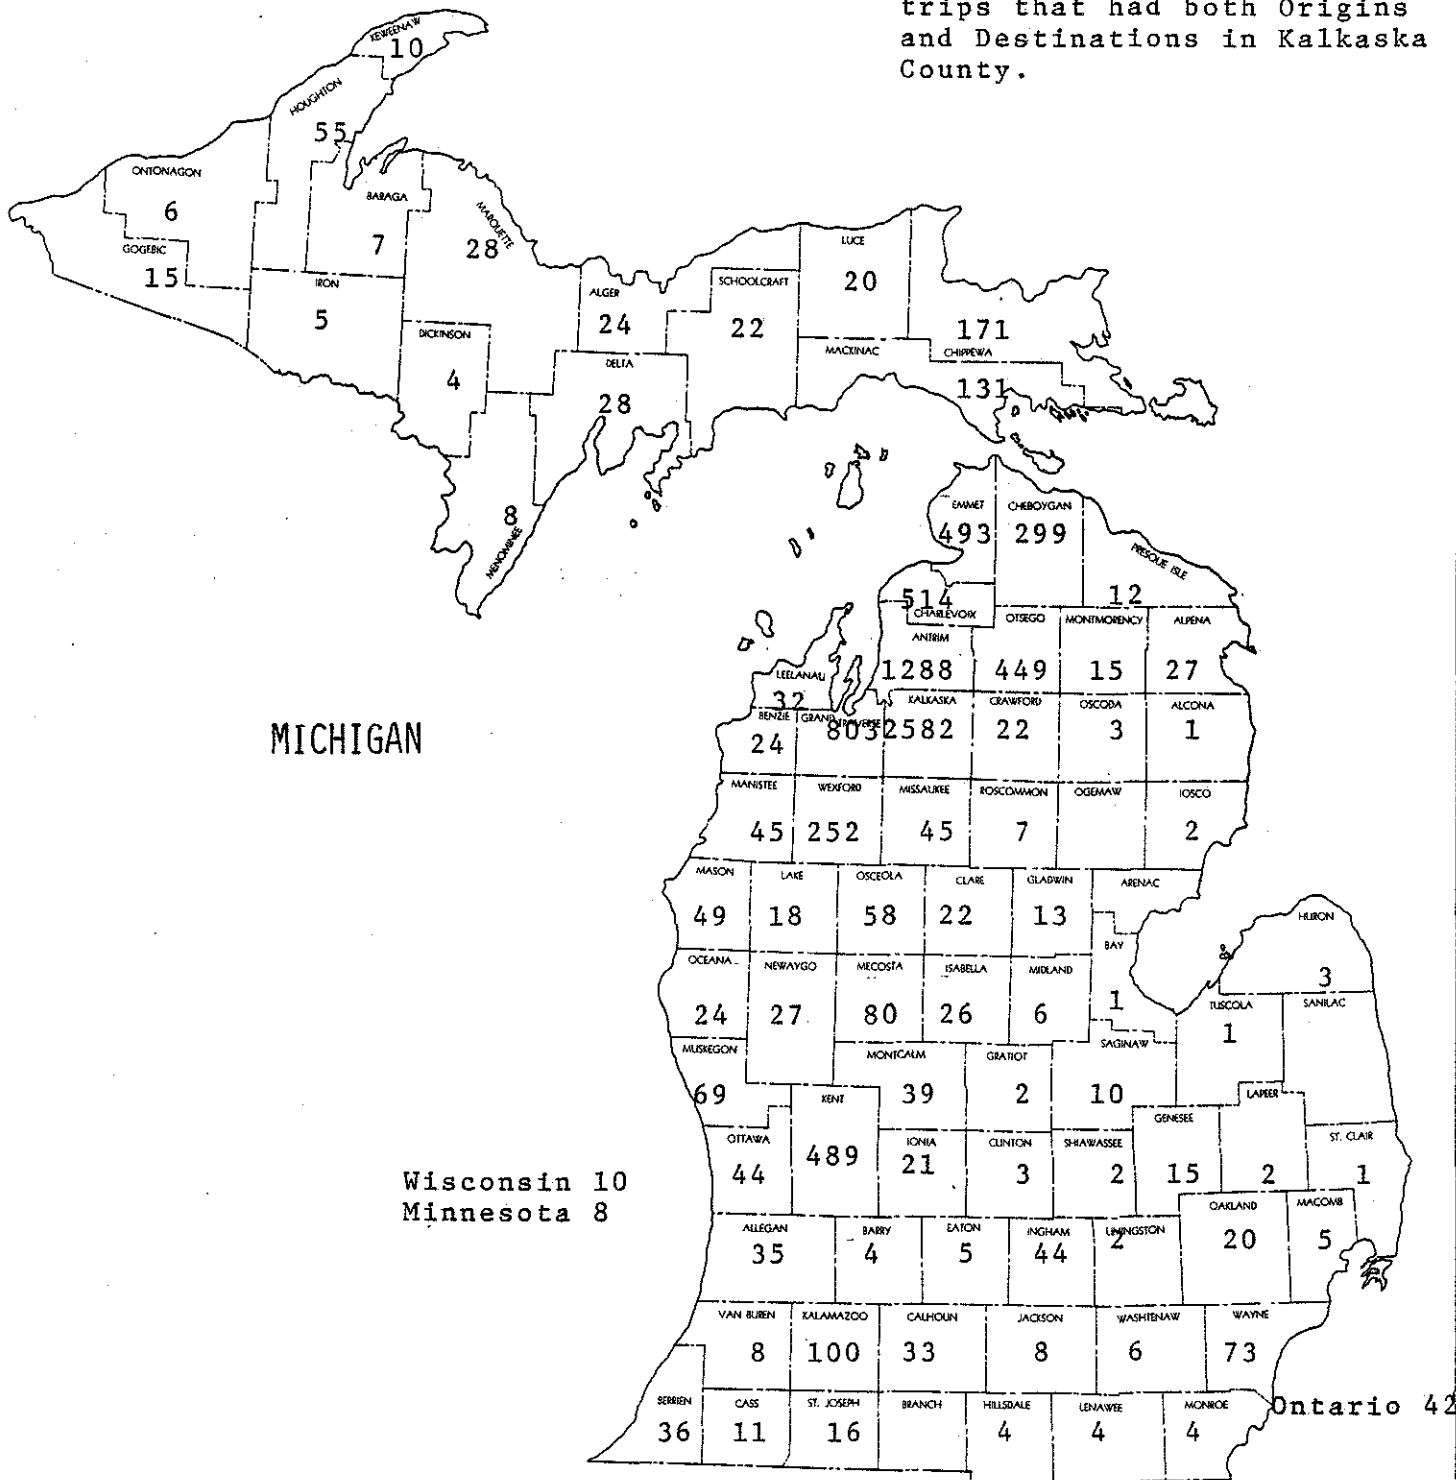 trips that had both Origins
and Destinations in Kalkaska
County.
KEWEENAW
10
HOUGHTON
55
ONTONAGON
6
BARAGA
7
MARQUETTE
28
GOGEBIC
15
IRON
5
DICKINSON
4
ALGER
24
SCHOOLCRAFT
22
LUCE
20
171
CHIPPEWA
MACKINAC
131
DELTA
28
8
MENOMINEE
EMMET
493
CHEBOYGAN
299
PRESQUE ISLE
12
514
CHARLEVOIX
ANTRIM
1288
OTSEGO
449
MONTMORENCY
15
ALPENA
27
LEELANAU
32
MICHIGAN
BENZIE
24
GRAND TRAVERSE
803
KALKASKA
2582
CRAWFORD
22
OSCODA
3
ALCONA
1
MANISTEE
45
WEXFORD
252
MISSAUKEE
45
ROSCOMMON
7
OGEMAW
IOSCO
2
MASON
49
LAKE
18
OSCEOLA
58
CLARE
22
GLADWIN
13
ARENAC
HURON
3
OCEANA
24
NEWAYGO
27
MECOSTA
80
ISABELLA
26
MIDLAND
6
BAY
1
TUSCOLA
1
SANILAC
MUSKEGON
69
KENT
489
MONTCALM
39
GRATIOT
2
SAGINAW
10
GENESEE
15
LAPEER
2
ST. CLAIR
1
OTTAWA
44
IONIA
21
CLINTON
3
SHIAWASSEE
2
Wisconsin 10
Minnesota 8
ALLEGAN
35
BARRY
4
EATON
5
INGHAM
44
LIVINGSTON
2
OAKLAND
20
MACOMB
5
VAN BUREN
8
KALAMAZOO
100
CALHOUN
33
JACKSON
8
WASHTENAW
6
WAYNE
73
BERRIEN
36
CASS
11
ST. JOSEPH
16
BRANCH
HILLSDALE
4
LENAWEE
4
MONROE
4
Ontario 42